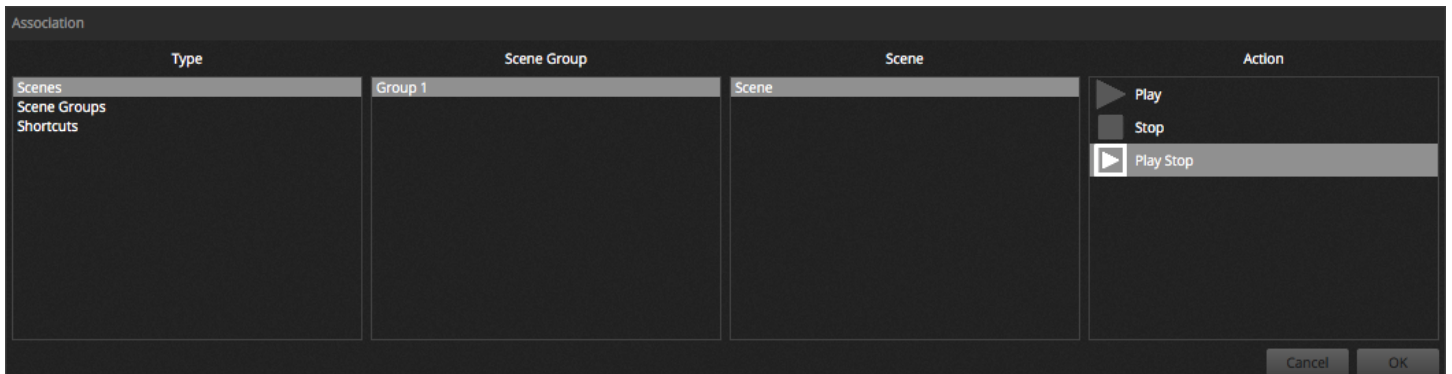 Association
Type Scene Group Scene Action
Scenes Group 1 Scene
Play
Scene Groups
Shortcuts
Stop
Play Stop
Cancel OK